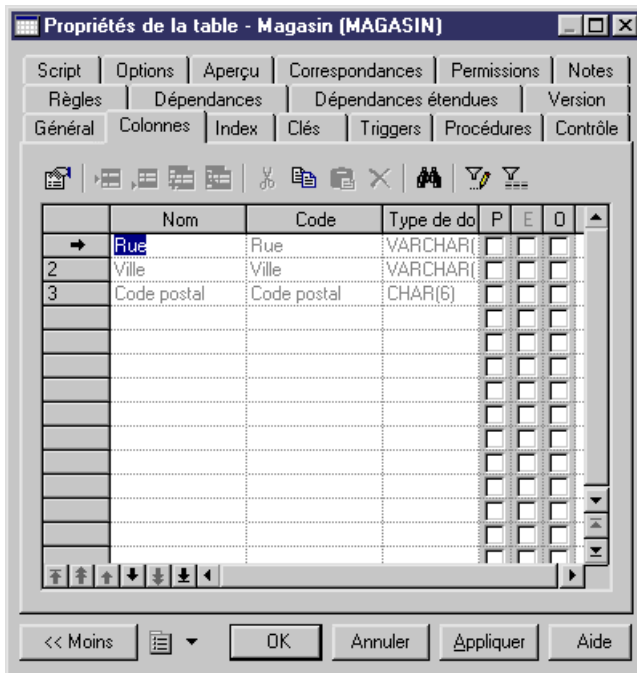 Propriétés de la table - Magasin (MAGASIN)
Script Options Aperçu Correspondances Permissions Notes
Règles Dépendances Dépendances étendues Version
Général Colonnes Index Clés Triggers Procédures Contrôle
Nom Code Type de do P E O
Rue Rue VARCHAR(
2 Ville Ville VARCHAR(
3 Code postal Code postal CHAR(6)
<< Moins OK Annuler Appliquer Aide